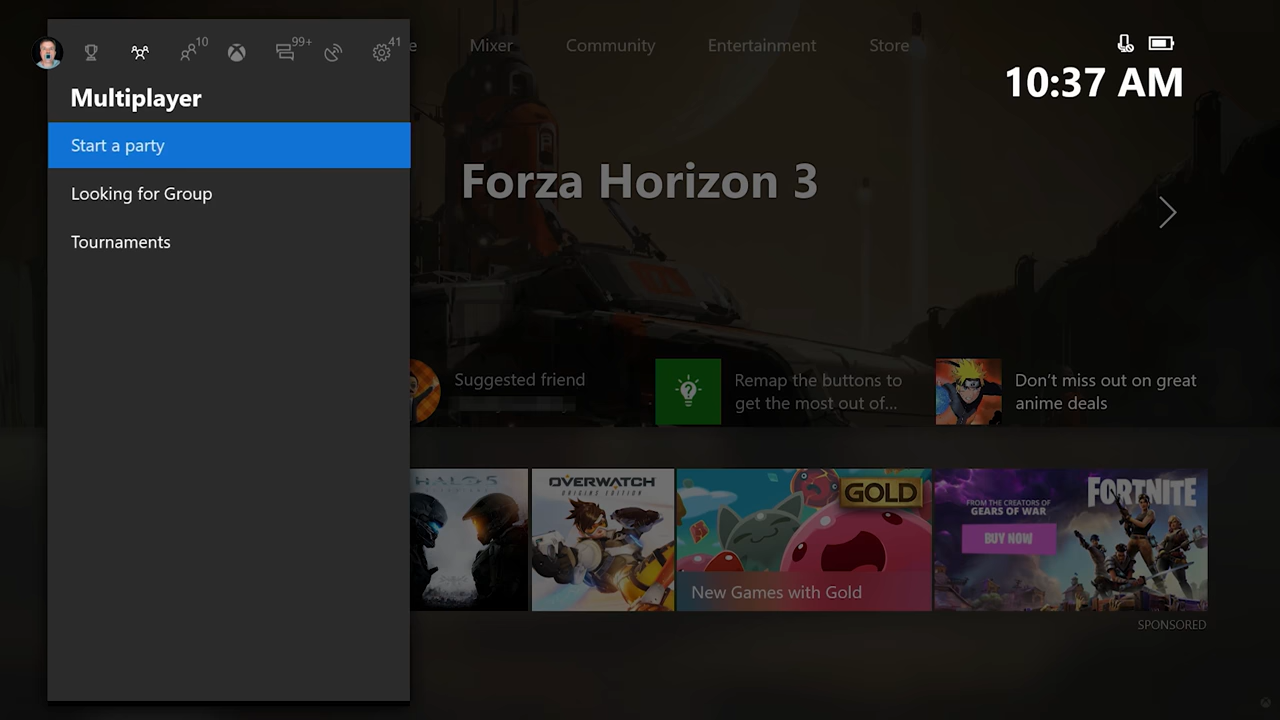 10
99+
41
e
Mixer
Community
Entertainment
Store
10:37 AM
Multiplayer
Start a party
Looking for Group
Tournaments
Forza Horizon 3
Suggested friend
Remap the buttons to
get the most out of...
Don't miss out on great
anime deals
HALO 5
OVERWATCH
ORIGINS EDITION
GOLD
New Games with Gold
FROM THE CREATORS OF
GEARS OF WAR
BUY NOW
FORTNITE
SPONSORED